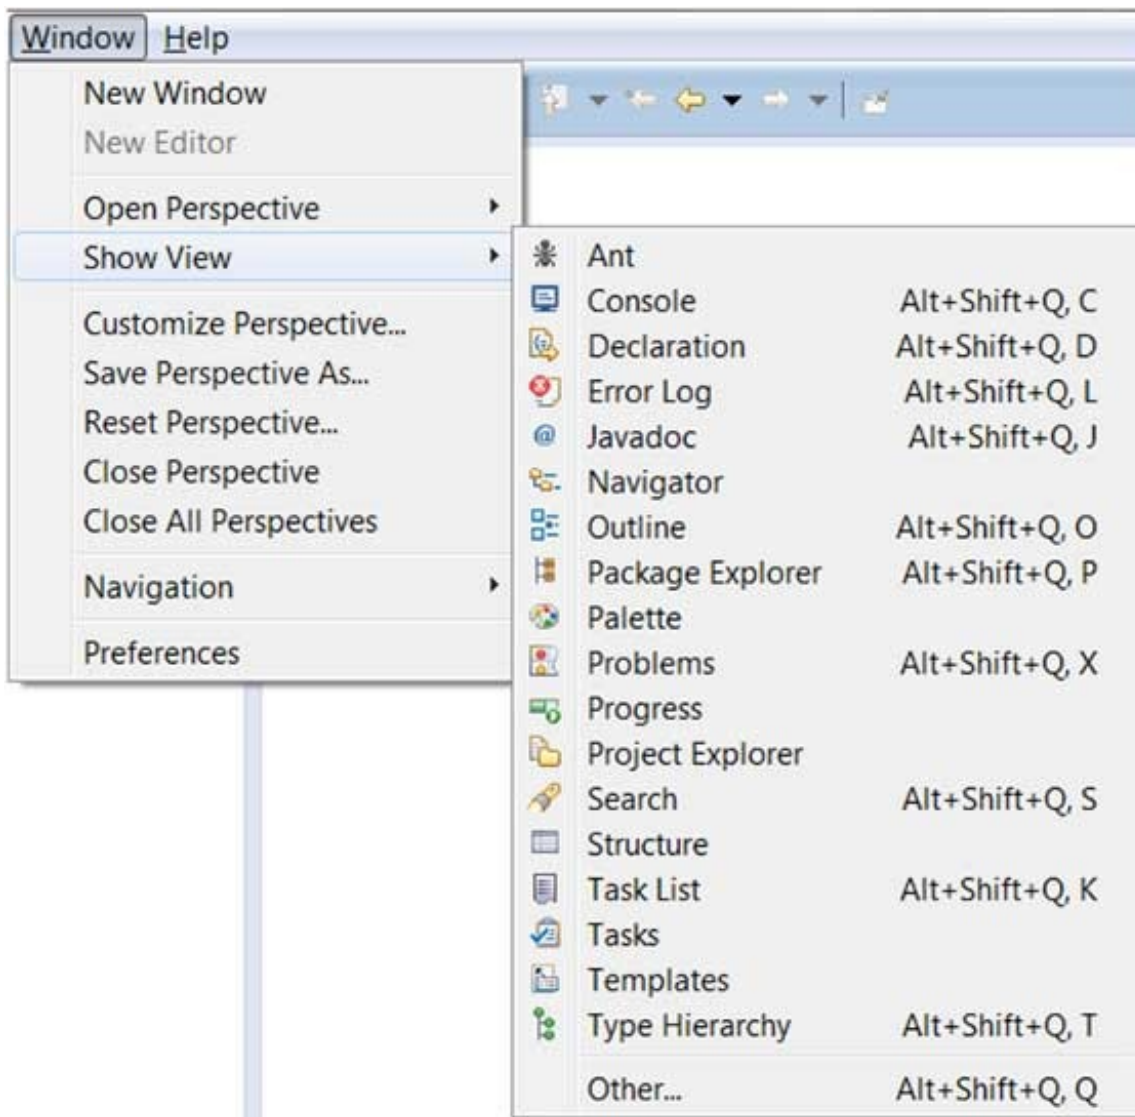 Window Help
New Window
New Editor
Open Perspective
Show View
Customize Perspective...
Save Perspective As...
Reset Perspective...
Close Perspective
Close All Perspectives
Navigation
Preferences
Ant
Console Alt+Shift+Q, C
Declaration Alt+Shift+Q, D
Error Log Alt+Shift+Q, L
Javadoc Alt+Shift+Q, J
Navigator
Outline Alt+Shift+Q, O
Package Explorer Alt+Shift+Q, P
Palette
Problems Alt+Shift+Q, X
Progress
Project Explorer
Search Alt+Shift+Q, S
Structure
Task List Alt+Shift+Q, K
Tasks
Templates
Type Hierarchy Alt+Shift+Q, T
Other... Alt+Shift+Q, Q